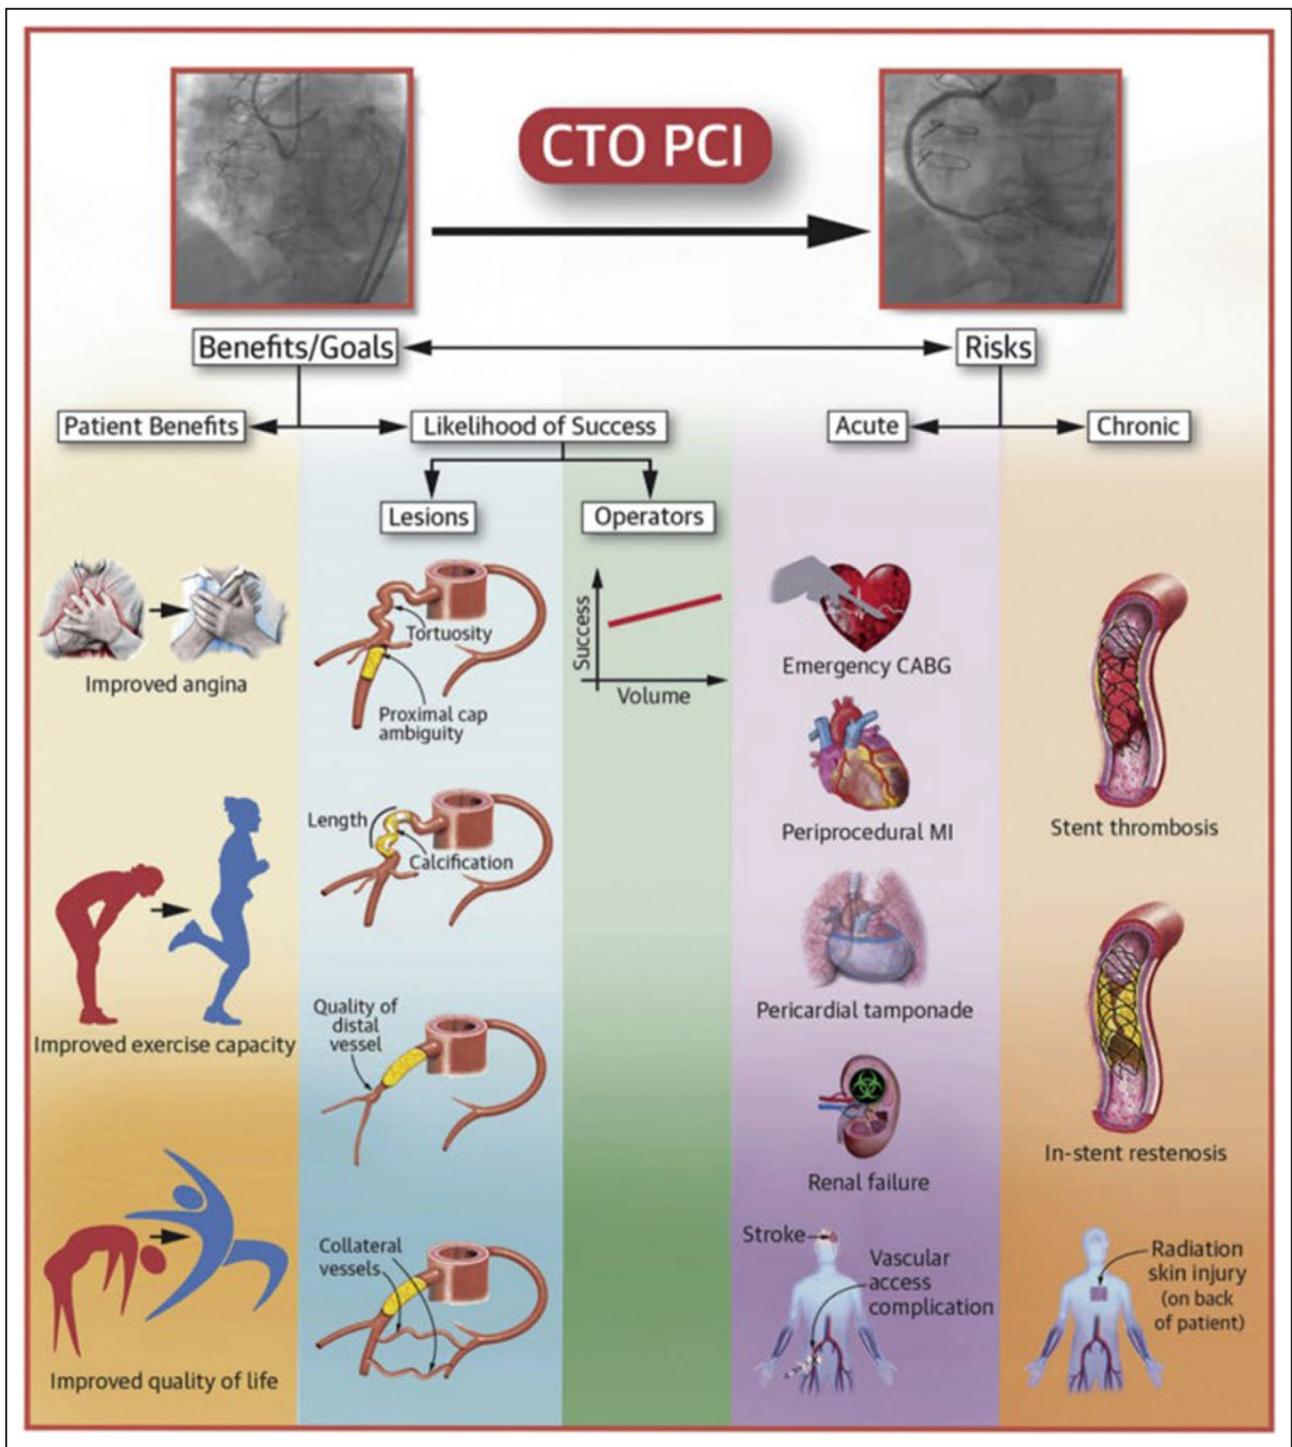 CTO PCI
Benefits/Goals
Risks
Patient Benefits
Likelihood of Success
Acute
Chronic
Lesions
Operators
Improved angina
Improved exercise capacity
Improved quality of life
Tortuosity
Proximal cap
ambiguity
Length
Calcification
Quality of
distal
vessel
Collateral
vessels
Success
Volume
Emergency CABG
Periprocedural MI
Pericardial tamponade
Renal failure
Stroke
Vascular
access
complication
Stent thrombosis
In-stent restenosis
Radiation
skin injury
(on back
of patient)